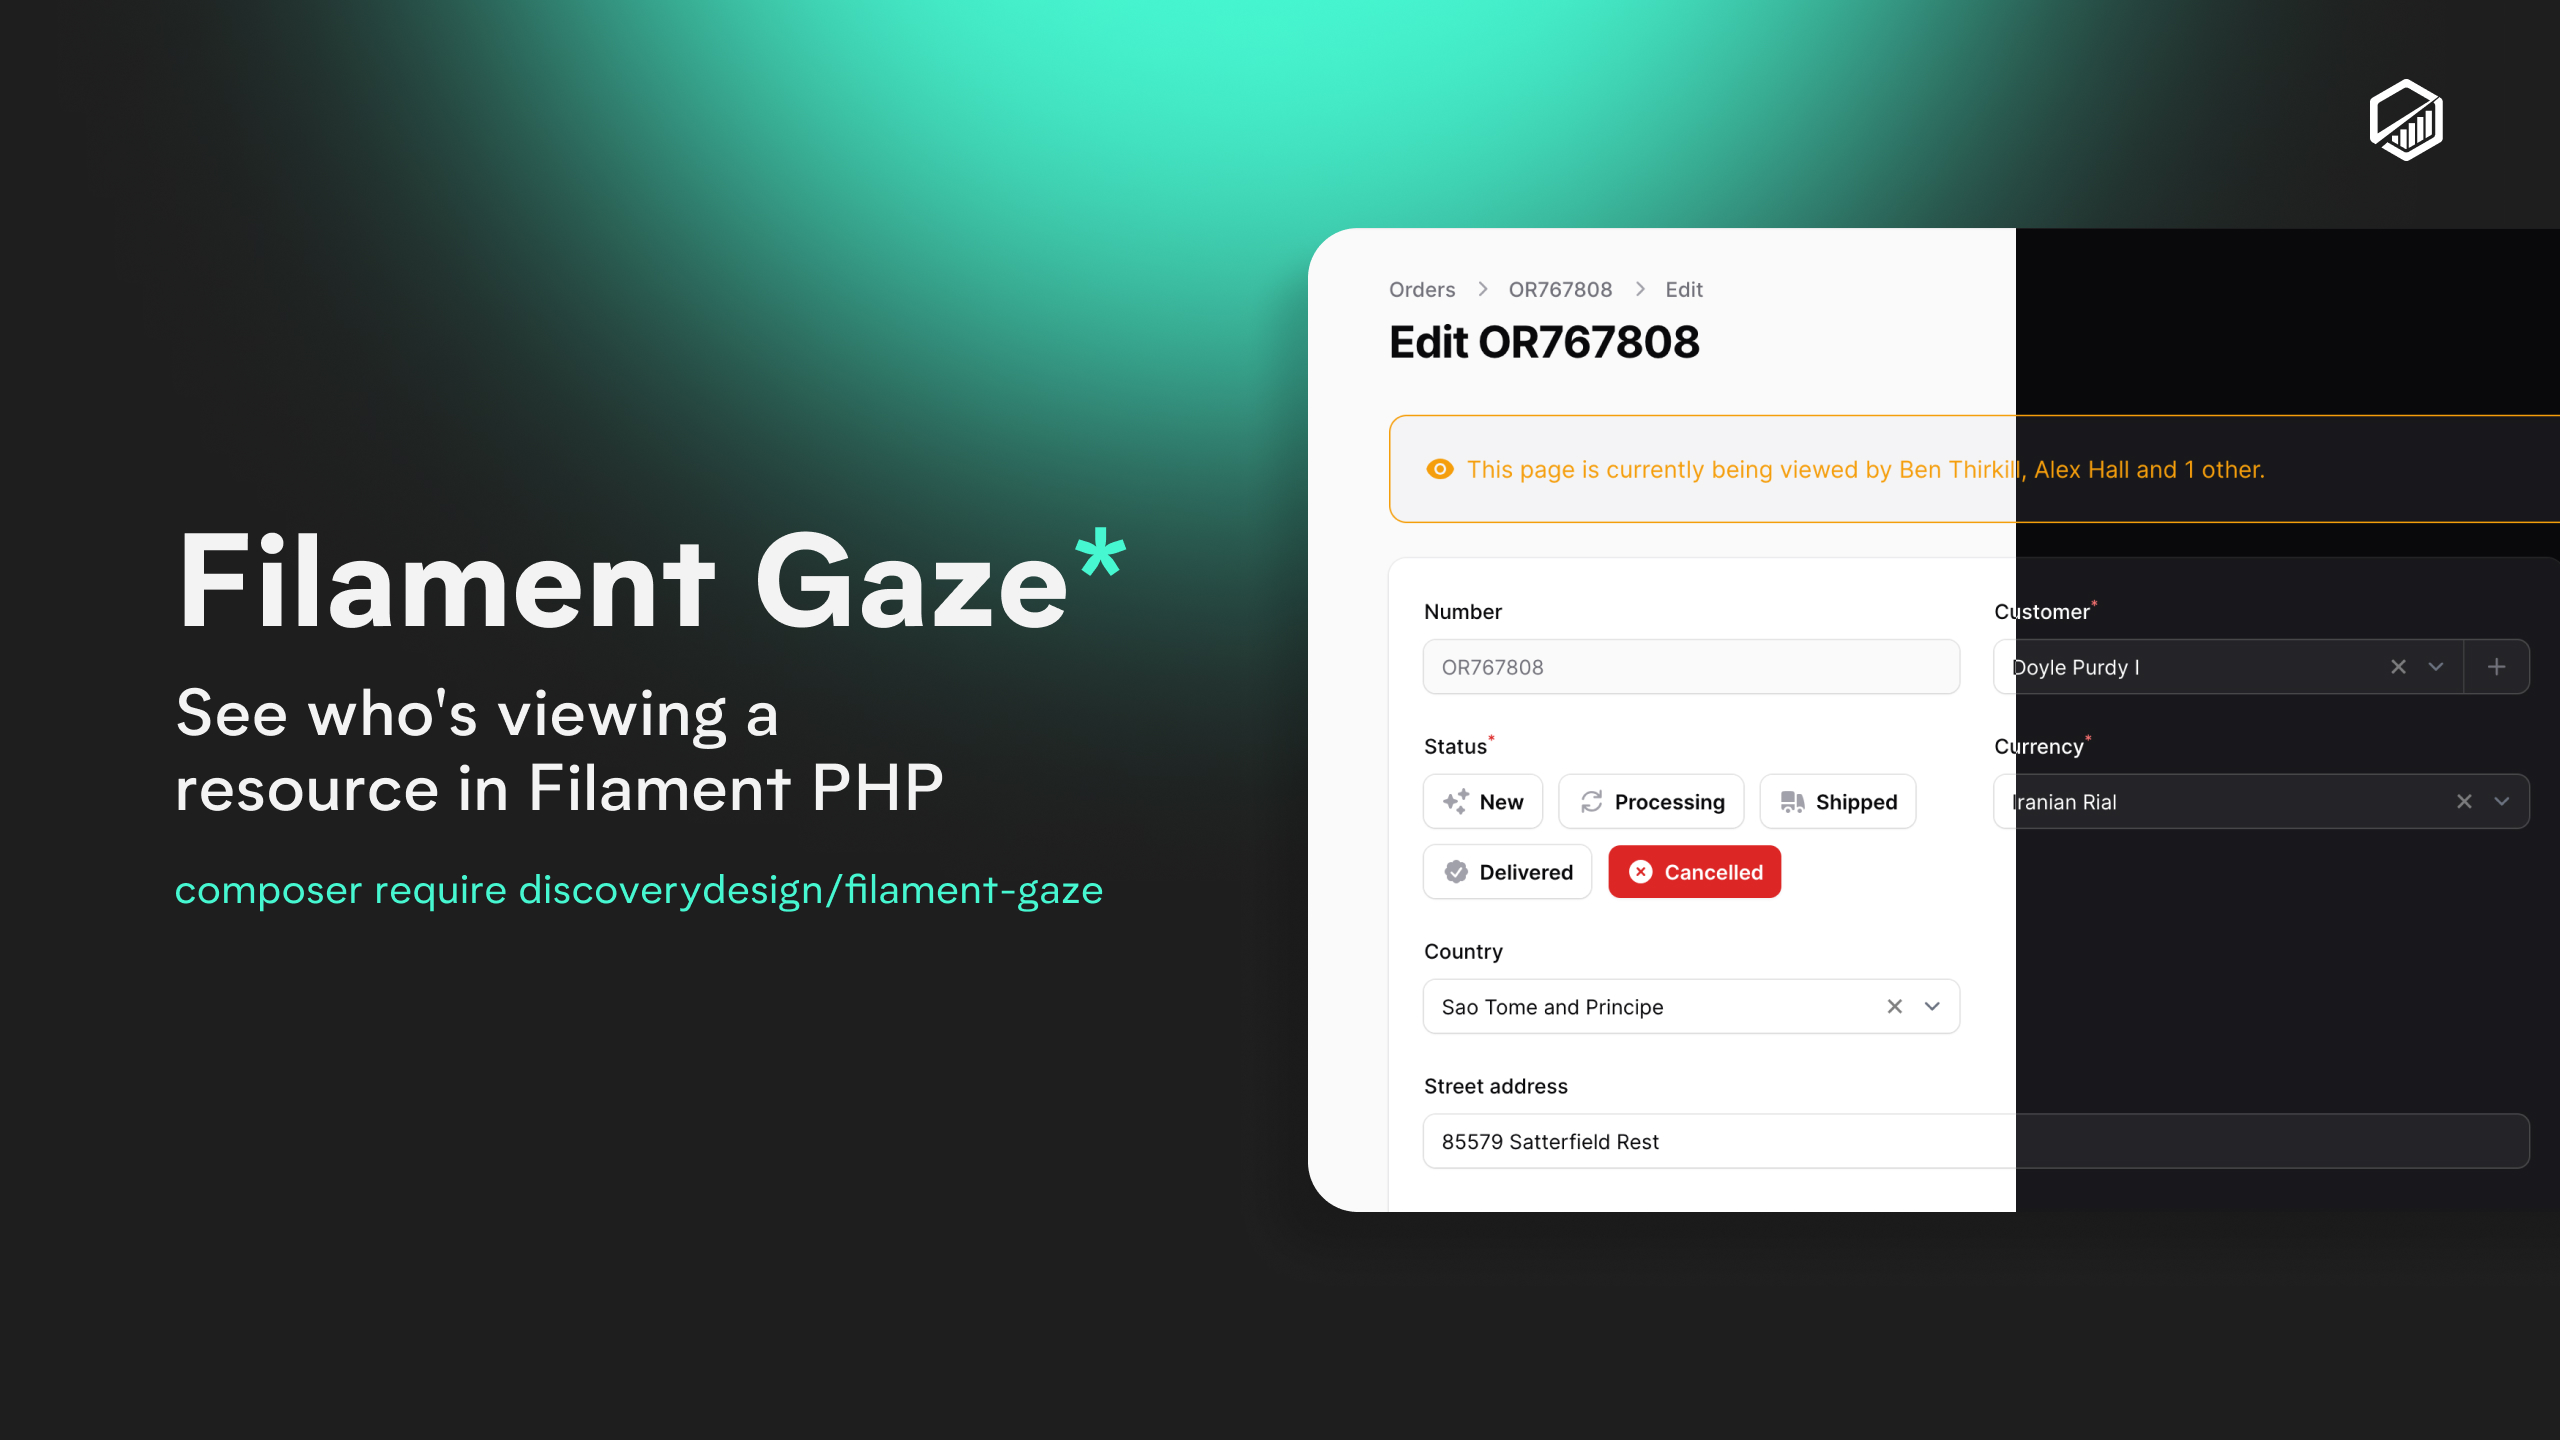 Filament Gaze*
See who's viewing a
resource in Filament PHP
composer require discoverydesign/filament-gaze
Orders > OR767808 > Edit
Edit OR767808
This page is currently being viewed by Ben Thirkill, Alex Hall and 1 other.
Number
OR767808
Customer*
Doyle Purdy I
Status*
New
Processing
Shipped
Delivered
Cancelled
Currency*
Iranian Rial
Country
Sao Tome and Principe
Street address
85579 Satterfield Rest